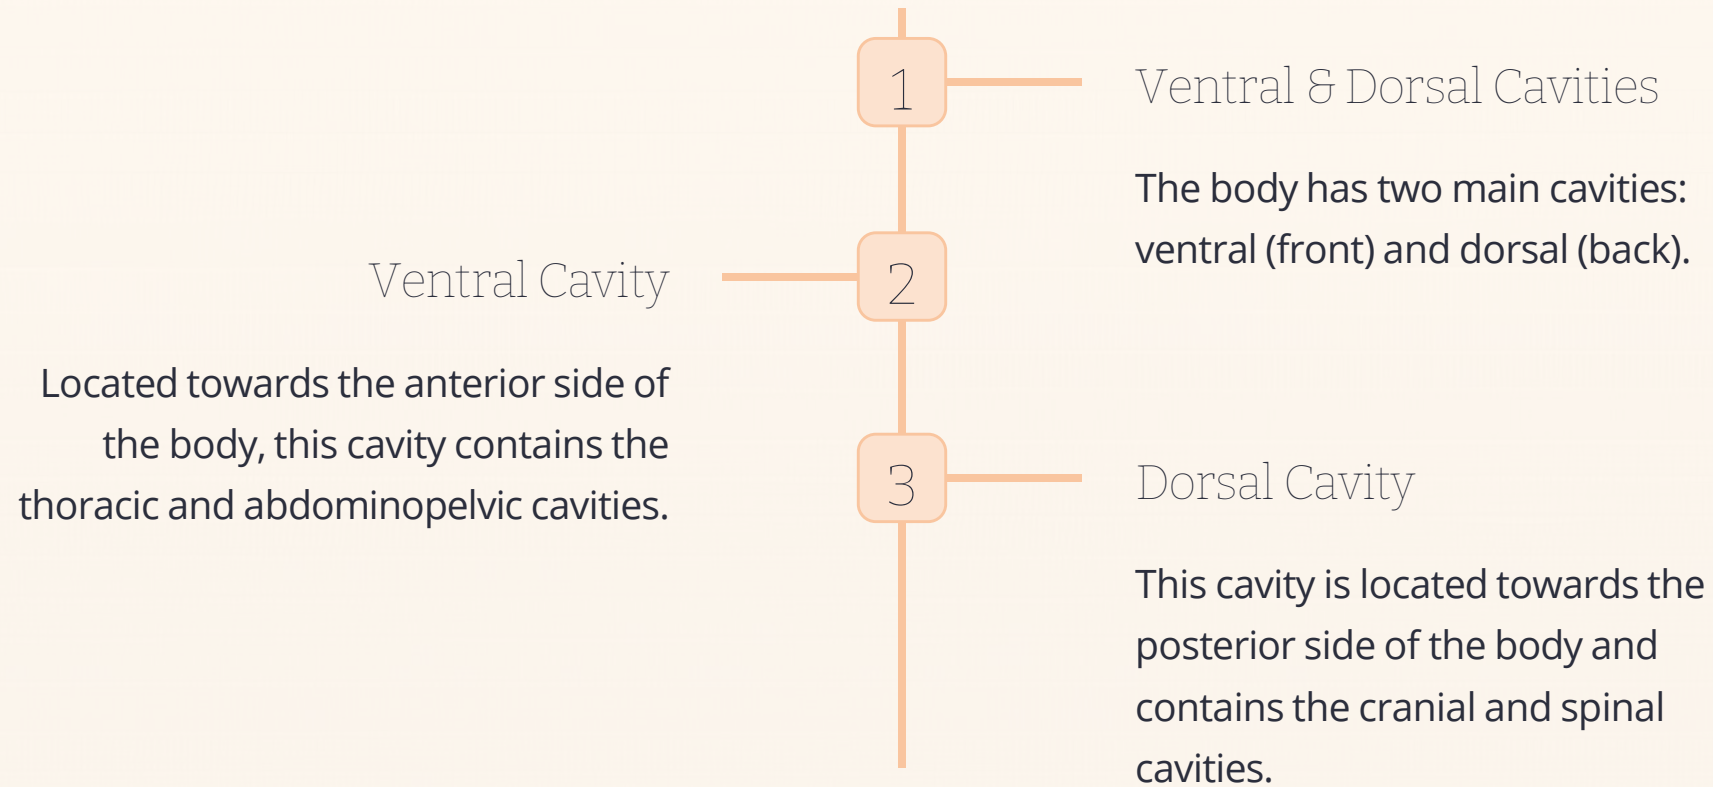 1
Ventral & Dorsal Cavities
The body has two main cavities:
ventral (front) and dorsal (back).
2
Ventral Cavity
Located towards the anterior side of
the body, this cavity contains the
thoracic and abdominopelvic cavities.
3
Dorsal Cavity
This cavity is located towards the
posterior side of the body and
contains the cranial and spinal
cavities.